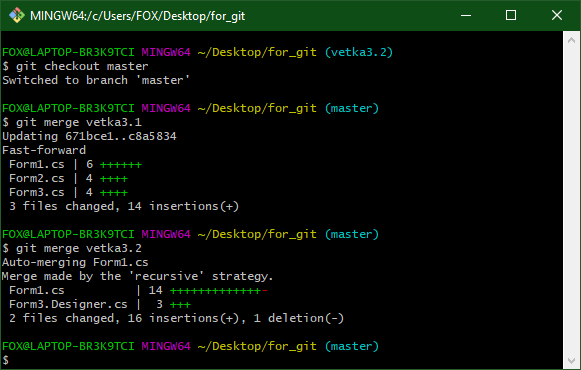 MINGW64:/c/Users/FOX/Desktop/for_git
FOX@LAPTOP-BR3K9TCI MINGW64 ~/Desktop/for_git (vetka3.2)
$ git checkout master
Switched to branch 'master'
FOX@LAPTOP-BR3K9TCI MINGW64 ~/Desktop/for_git (master)
$ git merge vetka3.1
Updating 671bce1..c8a5834
Fast-forward
 Form1.cs | 6 ++++++
 Form2.cs | 4 ++++
 Form3.cs | 4 ++++
 3 files changed, 14 insertions(+)
FOX@LAPTOP-BR3K9TCI MINGW64 ~/Desktop/for_git (master)
$ git merge vetka3.2
Auto-merging Form1.cs
Merge made by the 'recursive' strategy.
 Form1.cs          | 14 +++++++++++++-
 Form3.Designer.cs |  3 +++
 2 files changed, 16 insertions(+), 1 deletion(-)
FOX@LAPTOP-BR3K9TCI MINGW64 ~/Desktop/for_git (master)
$